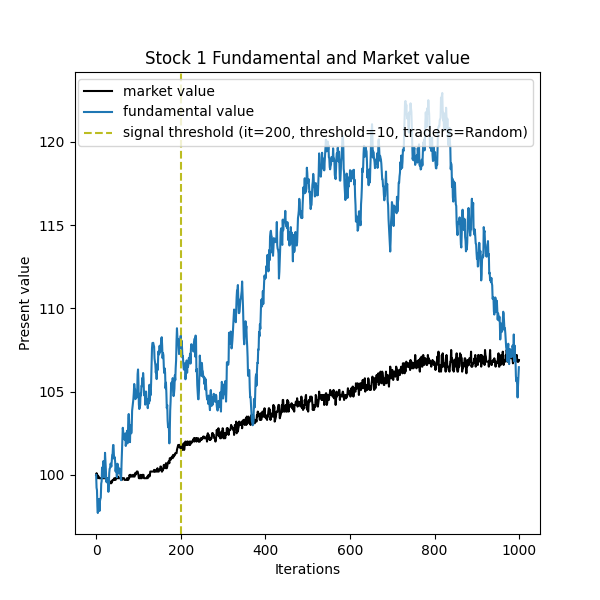 Stock 1 Fundamental and Market value
market value
fundamental value
signal threshold (it=200, threshold=10, traders=Random)
Present value
120
115
110
105
100
0 200 400 600 800 1000
Iterations